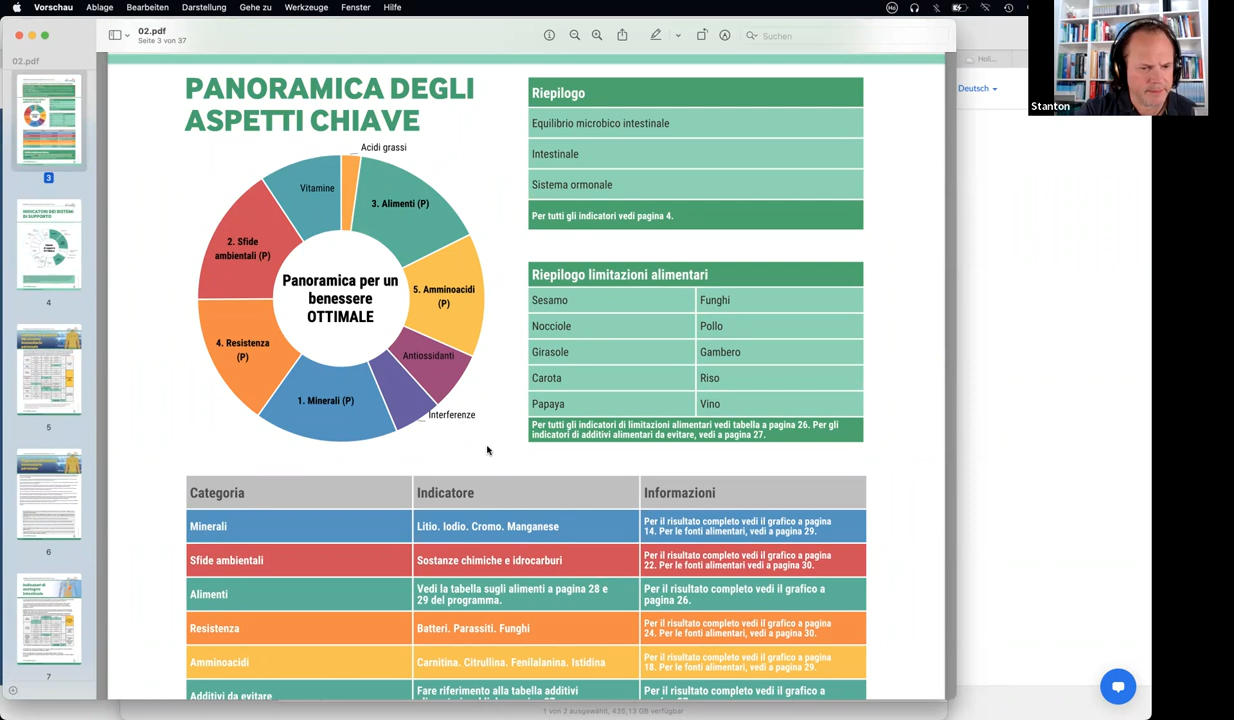 Vorschau Ablage Bearbeiten Darstellung Gehe zu Werkzeuge Fenster Hilfe
02.pdf
Seite 3 von 37
Suchen
Holi...
Deutsch
Stanton
02.pdf
3
4
5
6
7
PANORAMICA DEGLI
ASPETTI CHIAVE
Acidi grassi
Vitamine
3. Alimenti (P)
2. Sfide
ambientali (P)
Panoramica per un
benessere
OTTIMALE
5. Amminoacidi
(P)
4. Resistenza
(P)
Antiossidanti
1. Minerali (P)
Interferenze
Riepilogo
Equilibrio microbico intestinale
Intestinale
Sistema ormonale
Per tutti gli indicatori vedi pagina 4.
Riepilogo limitazioni alimentari
Sesamo Funghi
Nocciole Pollo
Girasole Gambero
Carota Riso
Papaya Vino
Per tutti gli indicatori di limitazioni alimentari vedi tabella a pagina 26. Per gli
indicatori di additivi alimentari da evitare, vedi a pagina 27.
Categoria Indicatore Informazioni
Minerali Litio. Iodio. Cromo. Manganese Per il risultato completo vedi il grafico a pagina
14. Per le fonti alimentari, vedi a pagina 29.
Sfide ambientali Sostanze chimiche e idrocarburi Per il risultato completo vedi il grafico a pagina
22. Per le fonti alimentari vedi a pagina 30.
Alimenti Vedi la tabella sugli alimenti a pagina 28 e
29 del programma. Per il risultato completo vedi il grafico a
pagina 26.
Resistenza Batteri. Parassiti. Funghi Per il risultato completo vedi il grafico a pagina
24. Per le fonti alimentari, vedi a pagina 30.
Amminoacidi Carnitina. Citrullina. Fenilalanina. Istidina Per il risultato completo vedi il grafico a pagina
18. Per le fonti alimentari, vedi a pagina 29.
Additivi da evitare Fare riferimento alla tabella additivi Per il risultato completo vedi il grafico a
1 von 2 ausgewählt, 435,13 GB verfügbar